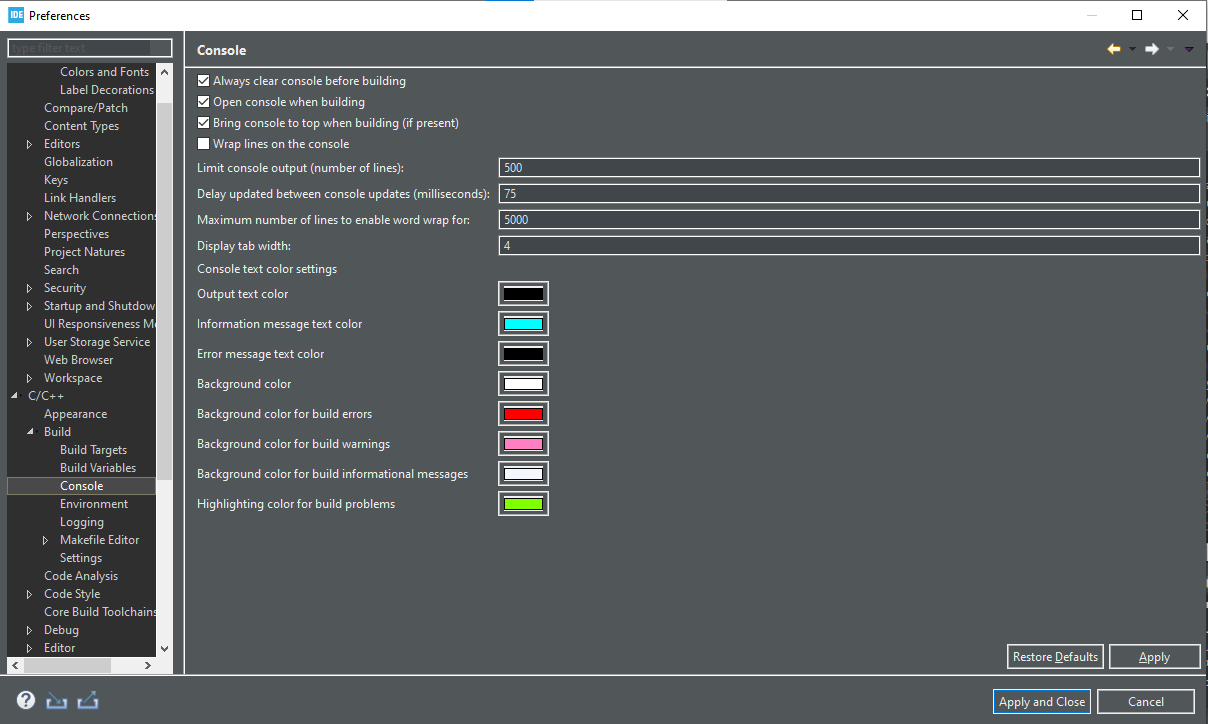 IDE Preferences
type filter text
Colors and Fonts
Label Decorations
Compare/Patch
Content Types
Editors
Globalization
Keys
Link Handlers
Network Connections
Perspectives
Project Natures
Search
Security
Startup and Shutdow
UI Responsiveness Mo
User Storage Service
Web Browser
Workspace
C/C++
Appearance
Build
Build Targets
Build Variables
Console
Environment
Logging
Makefile Editor
Settings
Code Analysis
Code Style
Core Build Toolchains
Debug
Editor
Console
Always clear console before building
Open console when building
Bring console to top when building (if present)
Wrap lines on the console
Limit console output (number of lines): 500
Delay updated between console updates (milliseconds): 75
Maximum number of lines to enable word wrap for: 5000
Display tab width: 4
Console text color settings
Output text color
Information message text color
Error message text color
Background color
Background color for build errors
Background color for build warnings
Background color for build informational messages
Highlighting color for build problems
Restore Defaults Apply
? Apply and Close Cancel